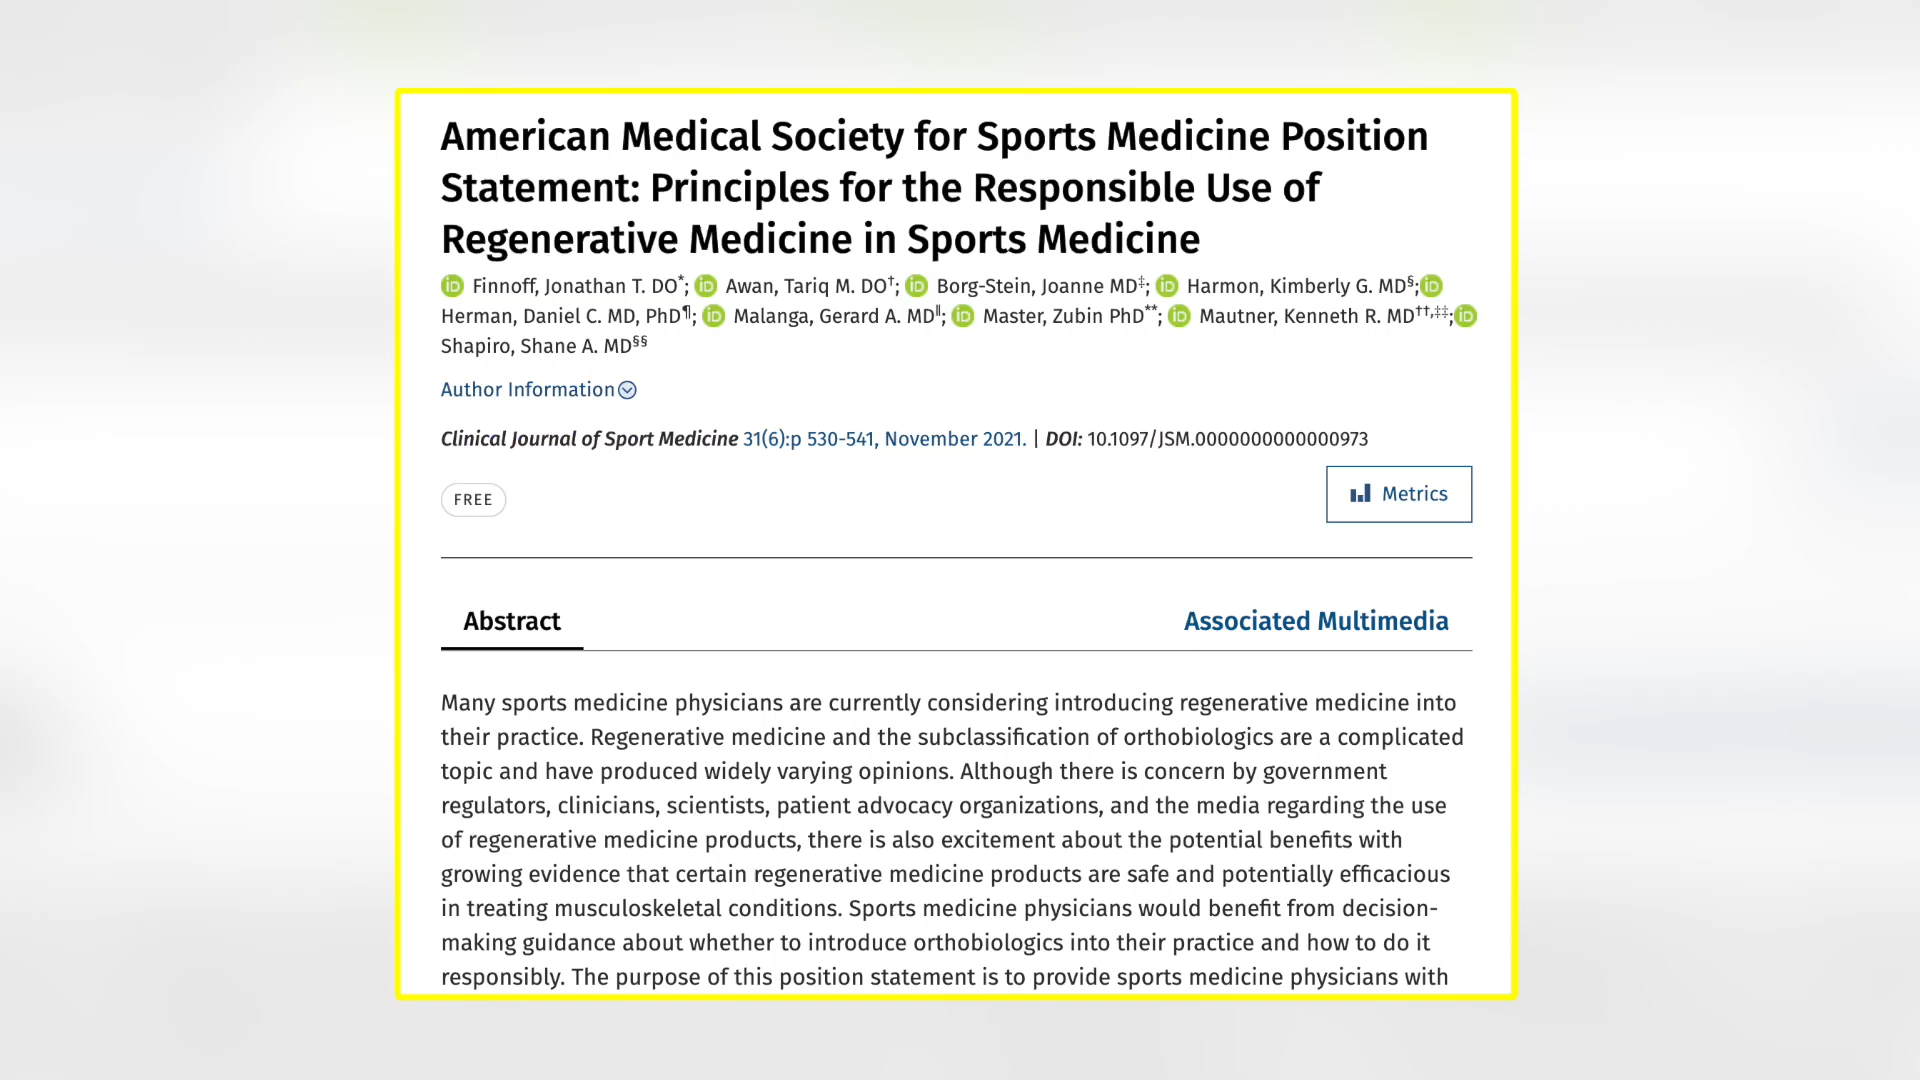 American Medical Society for Sports Medicine Position
Statement: Principles for the Responsible Use of
Regenerative Medicine in Sports Medicine
iD Finnoff, Jonathan T. DO*; iD Awan, Tariq M. DO†; iD Borg-Stein, Joanne MD‡; iD Harmon, Kimberly G. MD§; iD
Herman, Daniel C. MD, PhD¶; iD Malanga, Gerard A. MD‖; iD Master, Zubin PhD**; iD Mautner, Kenneth R. MD††,‡‡; iD
Shapiro, Shane A. MD§§
Author Information
Clinical Journal of Sport Medicine 31(6):p 530-541, November 2021. | DOI: 10.1097/JSM.0000000000000973
FREE
Metrics
Abstract
Associated Multimedia
Many sports medicine physicians are currently considering introducing regenerative medicine into
their practice. Regenerative medicine and the subclassification of orthobiologics are a complicated
topic and have produced widely varying opinions. Although there is concern by government
regulators, clinicians, scientists, patient advocacy organizations, and the media regarding the use
of regenerative medicine products, there is also excitement about the potential benefits with
growing evidence that certain regenerative medicine products are safe and potentially efficacious
in treating musculoskeletal conditions. Sports medicine physicians would benefit from decision-
making guidance about whether to introduce orthobiologics into their practice and how to do it
responsibly. The purpose of this position statement is to provide sports medicine physicians with